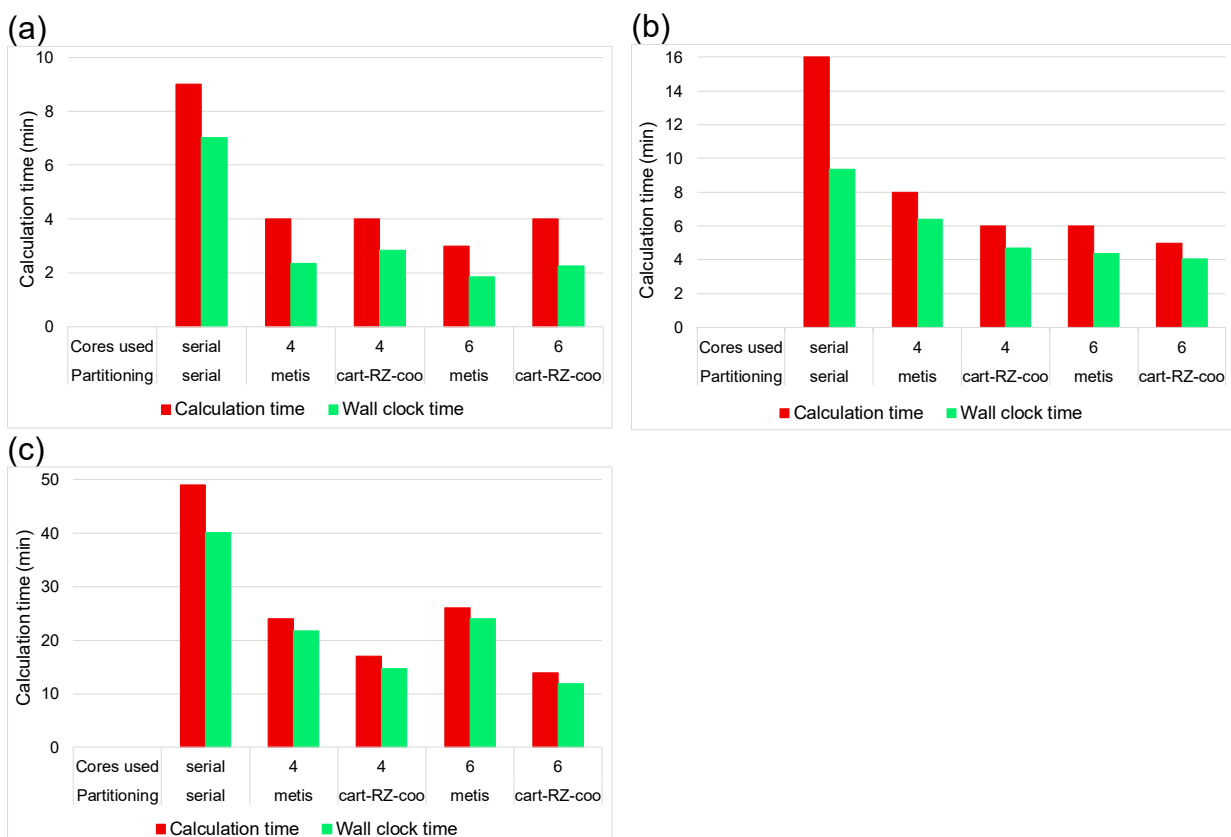 (a)
10
8
6
4
2
0
Calculation time (min)
Cores used serial 4 4 6 6
Partitioning serial metis cart-RZ-coo metis cart-RZ-coo
Calculation time Wall clock time
(b)
16
14
12
10
8
6
4
2
0
Calculation time (min)
Cores used serial 4 4 6 6
Partitioning serial metis cart-RZ-coo metis cart-RZ-coo
Calculation time Wall clock time
(c)
50
40
30
20
10
0
Calculation time (min)
Cores used serial 4 4 6 6
Partitioning serial metis cart-RZ-coo metis cart-RZ-coo
Calculation time Wall clock time